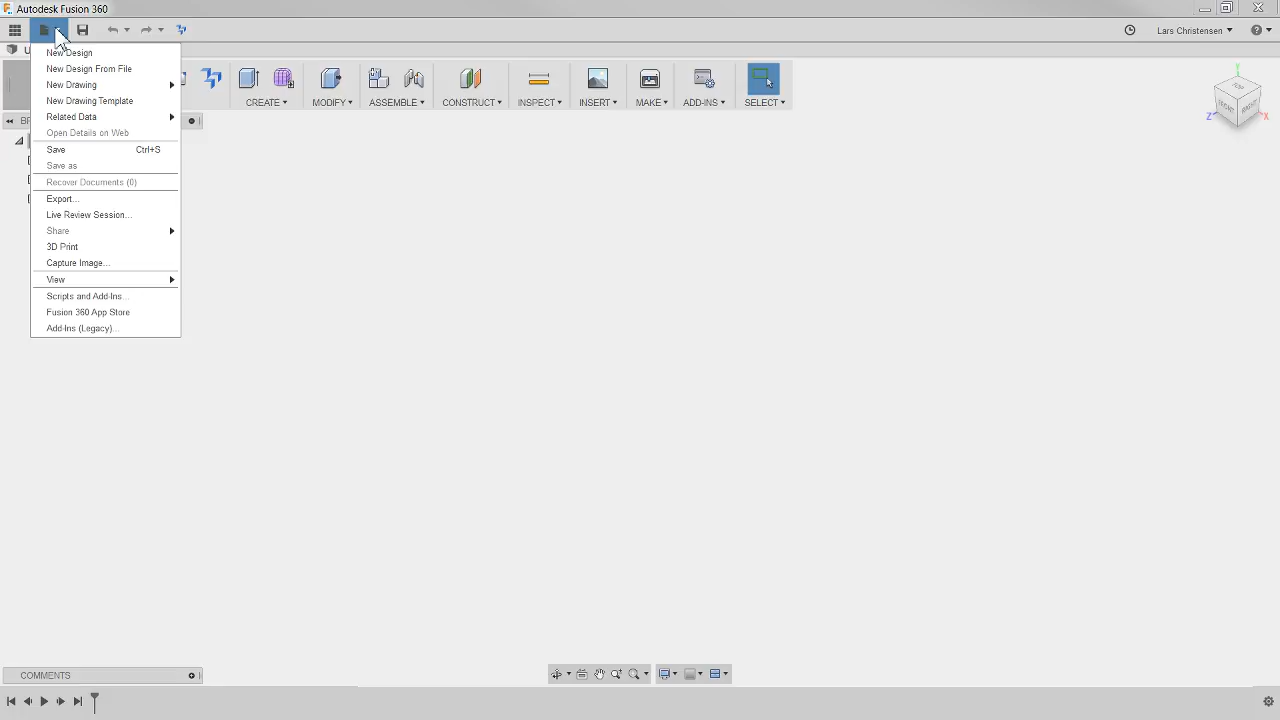 Autodesk Fusion 360
Lars Christensen
New Design
New Design From File
New Drawing
New Drawing Template
Related Data
Open Details on Web
Save Ctrl+S
Save as
Recover Documents (0)
Export...
Live Review Session...
Share
3D Print
Capture Image...
View
Scripts and Add-Ins...
Fusion 360 App Store
Add-Ins (Legacy)...
CREATE
MODIFY
ASSEMBLE
CONSTRUCT
INSPECT
INSERT
MAKE
ADD-INS
SELECT
Y
TOP
FRONT
RIGHT
Z
X
COMMENTS